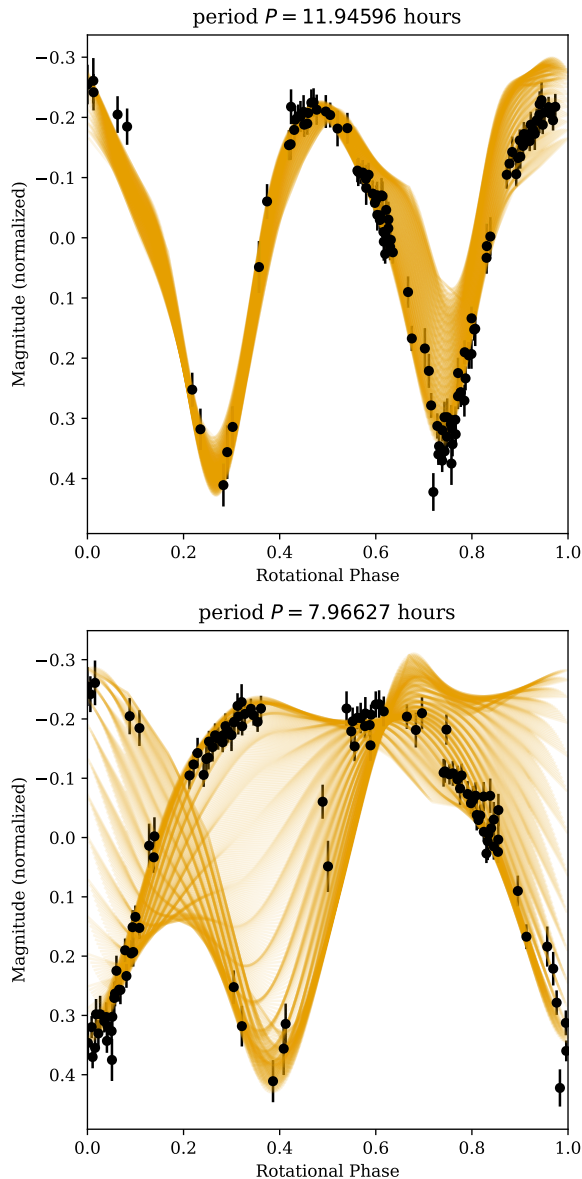 period P = 11.94596 hours
−0.3
−0.2
−0.1
0.0
0.1
0.2
0.3
0.4
Magnitude (normalized)
0.0 0.2 0.4 0.6 0.8 1.0
Rotational Phase
period P = 7.96627 hours
−0.3
−0.2
−0.1
0.0
0.1
0.2
0.3
0.4
Magnitude (normalized)
0.0 0.2 0.4 0.6 0.8 1.0
Rotational Phase